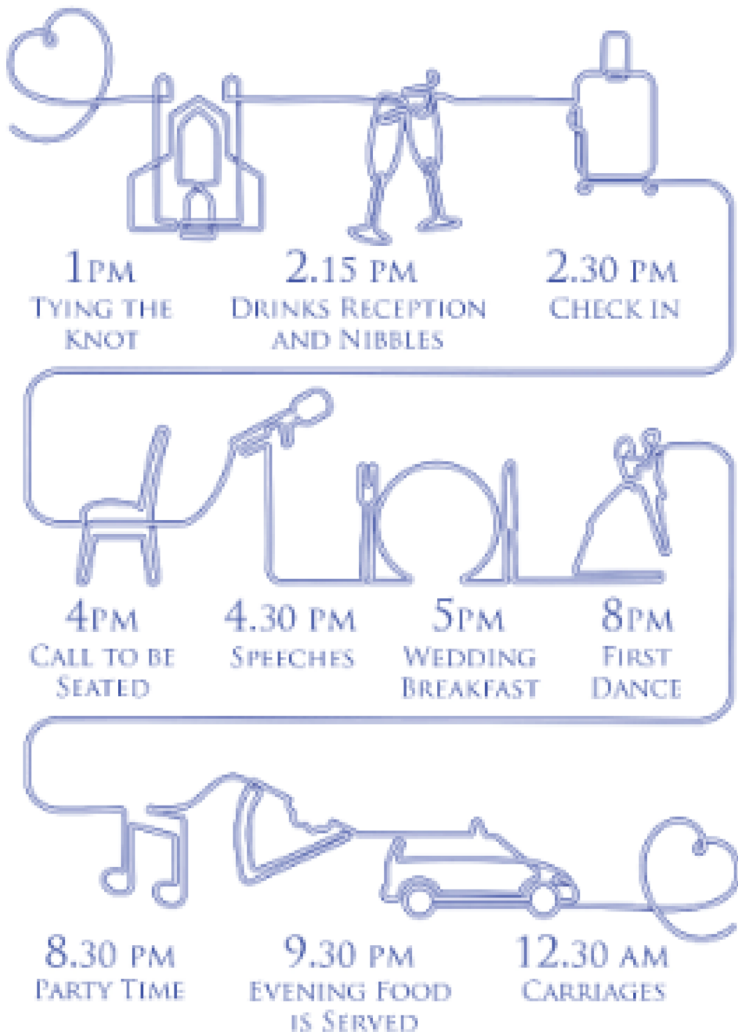 1PM
TYING THE
KNOT
2.15 PM
DRINKS RECEPTION
AND NIBBLES
2.30 PM
CHECK IN
4PM
CALL TO BE
SEATED
4.30 PM
SPEECHES
5PM
WEDDING
BREAKFAST
8PM
FIRST
DANCE
8.30 PM
PARTY TIME
9.30 PM
EVENING FOOD
IS SERVED
12.30 AM
CARRIAGES